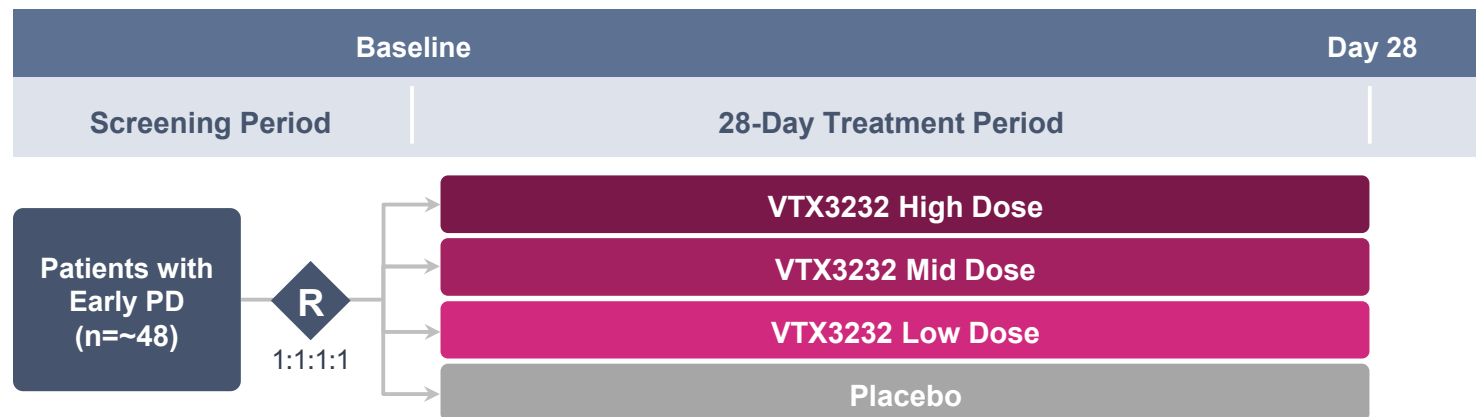 Baseline
Day 28
Screening Period
28-Day Treatment Period
Patients with
Early PD
(n=~48)
R
1:1:1:1
VTX3232 High Dose
VTX3232 Mid Dose
VTX3232 Low Dose
Placebo